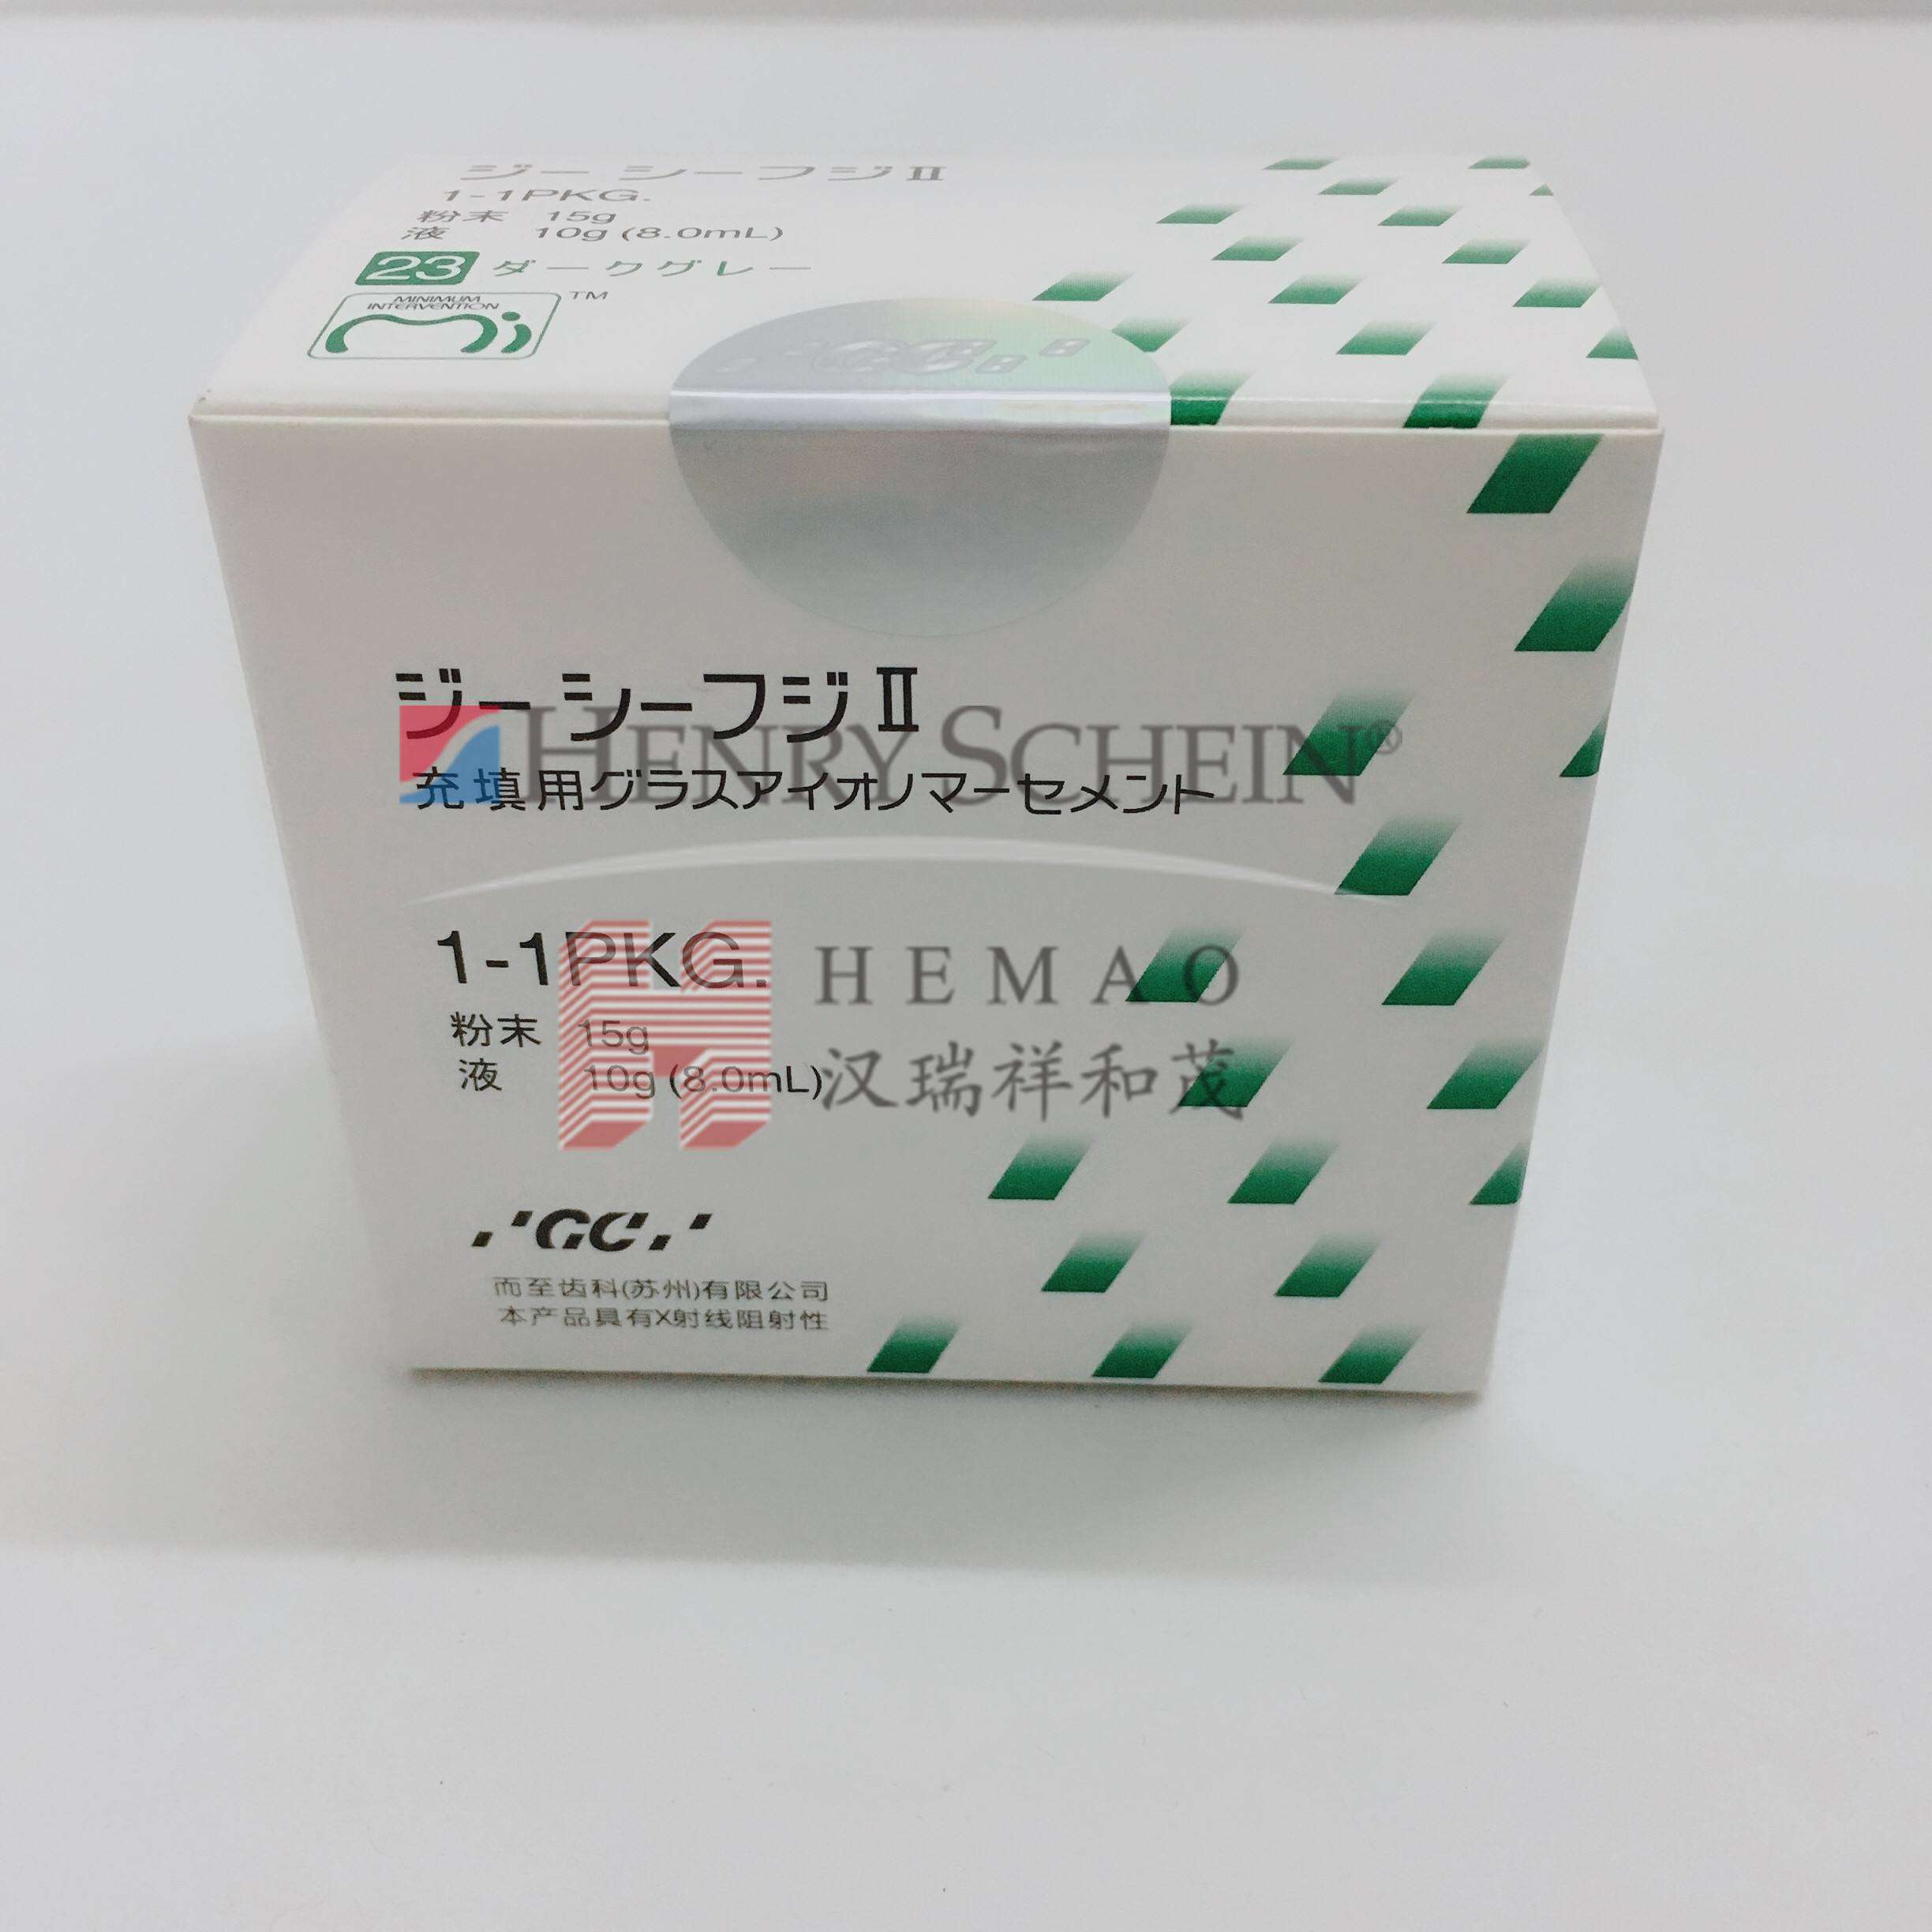 ジーシーフジⅡ
1-1PKG.
粉末 15g
液 10g (8.0mL)
23 ダークグレー
MINIMUM
INTERVENTION
TM
GC
ジーシーフジⅡ
HENRY SCHEIN®
充填用グラスアイオノマーセメント
1-1PKG.
HEMAO
粉末 15g
液 10g (8.0mL)
汉瑞祥和茂
GC
而至齿科(苏州)有限公司
本产品具有X射线阻射性